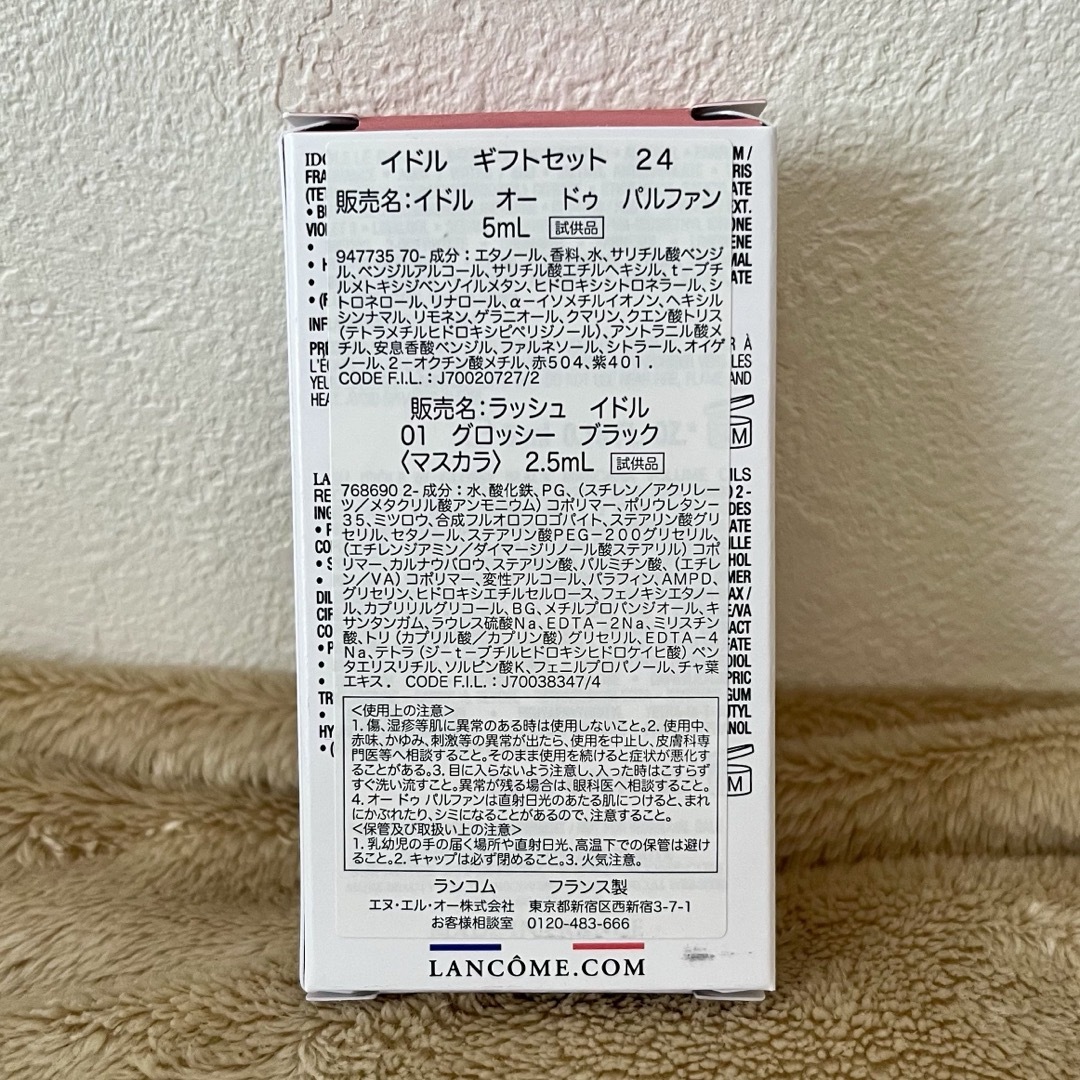 イドル ギフトセット 24
販売名:イドル オー ドゥ パルファン
5mL 試供品
947735 70- 成分:エタノール、香料、水、サリチル酸ベンジ
ル、ベンジルアルコール、サリチル酸エチルヘキシル、t-ブチ
ルメトキシジベンゾイルメタン、ヒドロキシシトロネラール、シ
トロネロール、リナロール、α-イソメチルイオノン、ヘキシル
シンナマル、リモネン、ゲラニオール、クマリン、クエン酸トリス
(テトラメチルヒドロキシピペリジノール)、アントラニル酸メ
チル、安息香酸ベンジル、ファルネソール、シトラール、オイゲ
ノール、2-オクチン酸メチル、赤504、紫401.
CODE F.I.L. : J70020727/2
販売名:ラッシュ イドル
01 グロッシー ブラック
〈マスカラ〉 2.5mL 試供品
768690 2- 成分:水、酸化鉄、PG、(スチレン/アクリレー
ツ/メタクリル酸アンモニウム)コポリマー、ポリウレタン-
35、ミツロウ、合成フルオロフロゴパイト、ステアリン酸グリ
セリル、セタノール、ステアリン酸PEG-200グリセリル、
(エチレンジアミン/ダイマージリノール酸ステアリル)コポ
リマー、カルナウバロウ、ステアリン酸、パルミチン酸、(エチレ
ン/VA)コポリマー、変性アルコール、パラフィン、AMPD、
グリセリン、ヒドロキシエチルセルロース、フェノキシエタノ
ール、カプリリルグリコール、BG、メチルプロパンジオール、キ
サンタンガム、ラウレス硫酸Na、EDTA-2Na、ミリスチン
酸、トリ(カプリル酸/カプリン酸)グリセリル、EDTA-4
Na、テトラ(ジ-t-ブチルヒドロキシヒドロケイヒ酸)ペン
タエリスリチル、ソルビン酸K、フェニルプロパノール、チャ葉
エキス. CODE F.I.L. : J70038347/4
<使用上の注意>
1. 傷、湿疹等肌に異常のある時は使用しないこと。2. 使用中、
赤味、かゆみ、刺激等の異常が出たら、使用を中止し、皮膚科専
門医等へ相談すること。そのまま使用を続けると症状が悪化す
ることがある。3. 目に入らないよう注意し、入った時はこすらず
すぐ洗い流すこと。異常が残る場合は、眼科医へ相談すること。
4. オー ドゥ パルファンは直射日光のあたる肌につけると、まれ
にかぶれたり、シミになることがあるので、注意すること。
<保管及び取扱い上の注意>
1. 乳幼児の手の届く場所や直射日光、高温下での保管は避け
ること。2. キャップは必ず閉めること。3. 火気注意。
ランコム フランス製
エヌ・エル・オー株式会社 東京都新宿区西新宿3-7-1
お客様相談室 0120-483-666
LANCÔME.COM